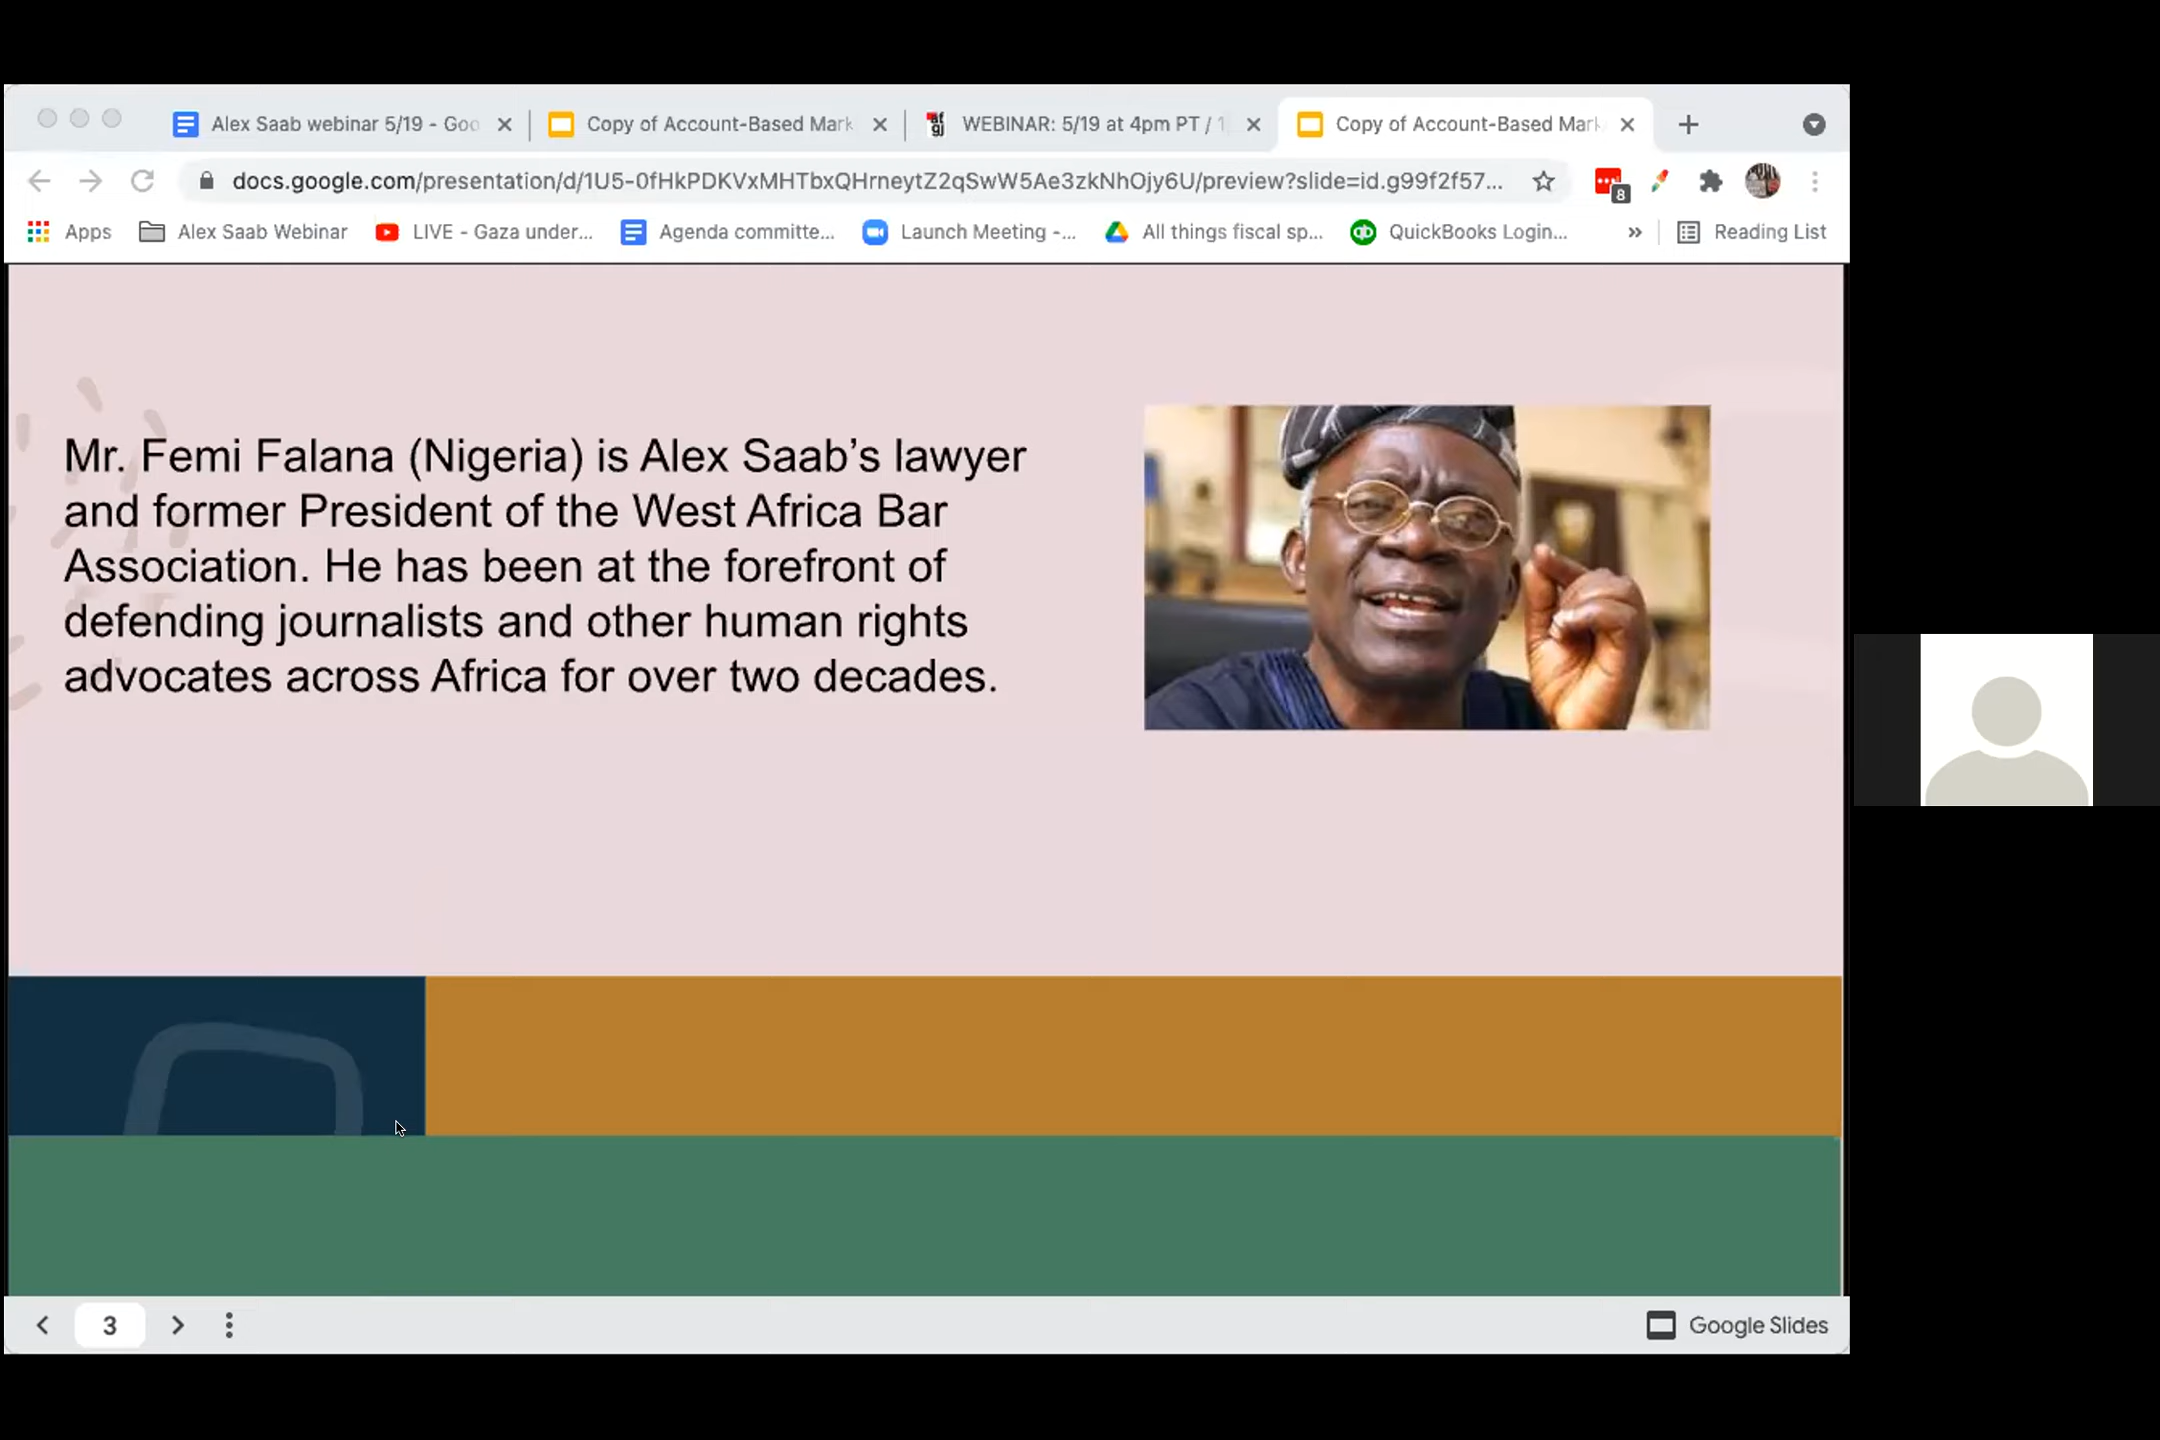 Alex Saab webinar 5/19 - Goo
Copy of Account-Based Mark
WEBINAR: 5/19 at 4pm PT / 1
Copy of Account-Based Mark
docs.google.com/presentation/d/1U5-0fHkPDKVxMHTbxQHrneytZ2qSwW5Ae3zkNhOjy6U/preview?slide=id.g99f2f57...
8
Apps
Alex Saab Webinar
LIVE - Gaza under...
Agenda committe...
Launch Meeting -...
All things fiscal sp...
QuickBooks Login...
»
Reading List
Mr. Femi Falana (Nigeria) is Alex Saab’s lawyer
and former President of the West Africa Bar
Association. He has been at the forefront of
defending journalists and other human rights
advocates across Africa for over two decades.
3
Google Slides